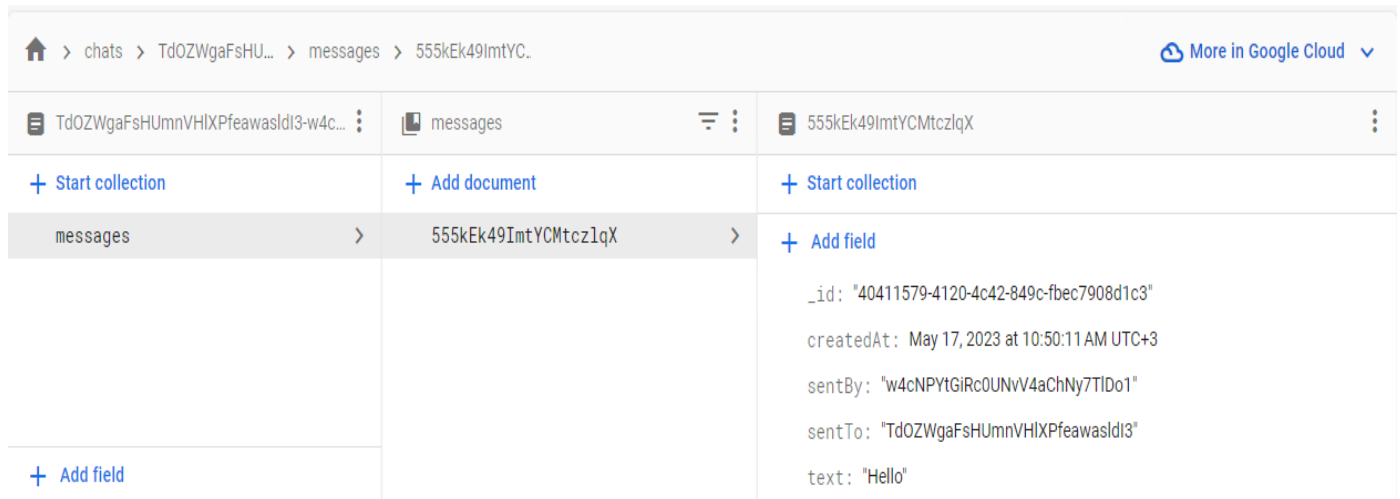 chats > TdOZWgaFsHU... > messages > 555kEk49ImtYC..
More in Google Cloud
TdOZWgaFsHUmnVHlXPfeawasldI3-w4c...
messages
555kEk49ImtYCMtczlqX
+ Start collection
+ Add document
+ Start collection
messages >
555kEk49ImtYCMtczlqX >
+ Add field
_id: "40411579-4120-4c42-849c-fbec7908d1c3"
createdAt: May 17, 2023 at 10:50:11 AM UTC+3
sentBy: "w4cNPYtGiRc0UNvV4aChNy7TlDo1"
sentTo: "TdOZWgaFsHUmnVHlXPfeawasldI3"
+ Add field
text: "Hello"